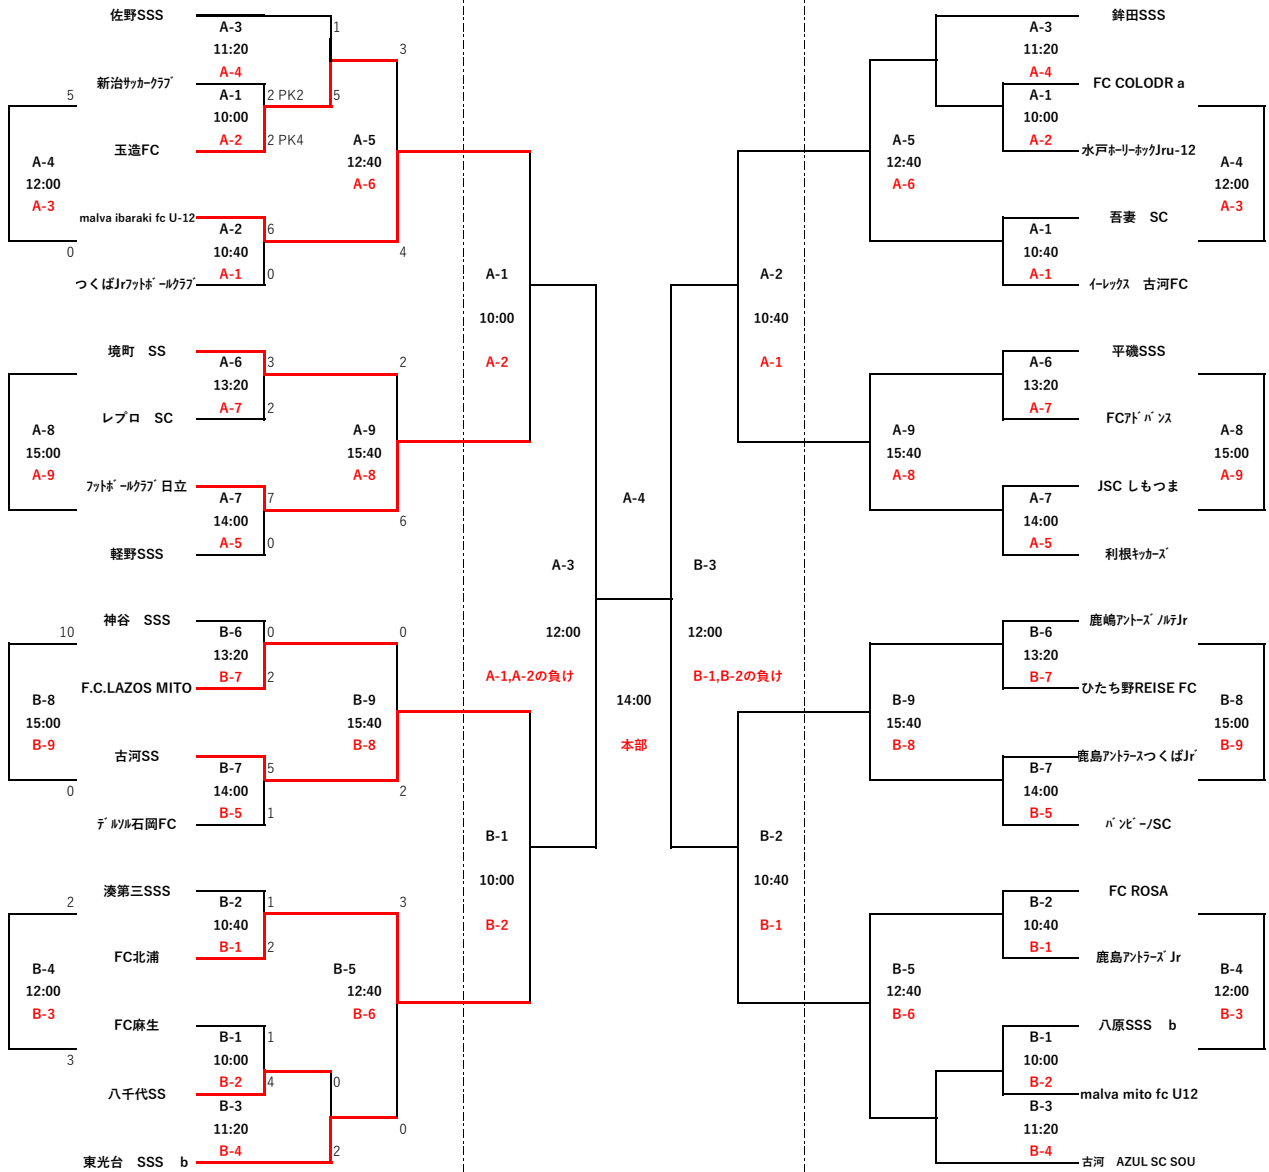 佐野SSS
A-3
11:20
A-4
1
3
新治ｻｯｶｰｸﾗﾌﾞ
A-1
10:00
A-2
2 PK2
5
5
玉造FC
2 PK4
A-5
12:40
A-6
A-4
12:00
A-3
malva ibaraki fc U-12
A-2
10:40
A-1
6
0
4
0
つくばJrﾌｯﾄﾎﾞｰﾙｸﾗﾌﾞ
A-1
10:00
A-2
境町　SS
A-6
13:20
A-7
3
2
2
レプロ　SC
A-8
15:00
A-9
A-9
15:40
A-8
ﾌｯﾄﾎﾞｰﾙｸﾗﾌﾞ日立
A-7
14:00
A-5
7
0
6
軽野SSS
A-4
A-3
12:00
A-1,A-2の負け
B-3
12:00
B-1,B-2の負け
14:00
本部
神谷　SSS
B-6
13:20
B-7
0
2
0
10
F.C.LAZOS MITO
B-8
15:00
B-9
B-9
15:40
B-8
古河SS
B-7
14:00
B-5
5
1
2
0
ﾃﾞﾙｿﾙ石岡FC
B-1
10:00
B-2
湊第三SSS
B-2
10:40
B-1
1
2
3
2
FC北浦
B-4
12:00
B-3
B-5
12:40
B-6
FC麻生
B-1
10:00
B-2
1
4
0
3
八千代SS
B-3
11:20
B-4
2
0
東光台　SSS　b
鉾田SSS
A-3
11:20
A-4
FC COLODR a
A-1
10:00
A-2
水戸ﾎｰﾘｰﾎｯｸJru-12
A-5
12:40
A-6
A-4
12:00
A-3
吾妻　SC
A-1
10:40
A-1
ｲｰﾚｯｸｽ　古河FC
A-2
10:40
A-1
平磯SSS
A-6
13:20
A-7
FCｱﾄﾞﾊﾞﾝｽ
A-9
15:40
A-8
A-8
15:00
A-9
JSC しもつま
A-7
14:00
A-5
利根ｷｯｶｰｽﾞ
鹿嶋ｱﾝﾄｰｽﾞﾉﾙﾃJr
B-6
13:20
B-7
ひたち野REISE FC
B-9
15:40
B-8
B-8
15:00
B-9
鹿島ｱﾝﾄﾗｰｽﾞつくばJr
B-7
14:00
B-5
ﾊﾞﾝﾋﾞｰﾉSC
B-2
10:40
B-1
FC ROSA
B-2
10:40
B-1
鹿島ｱﾝﾄﾗｰｽﾞJr
B-5
12:40
B-6
B-4
12:00
B-3
八原SSS　b
B-1
10:00
B-2
malva mito fc U12
B-3
11:20
B-4
古河　AZUL SC SOU